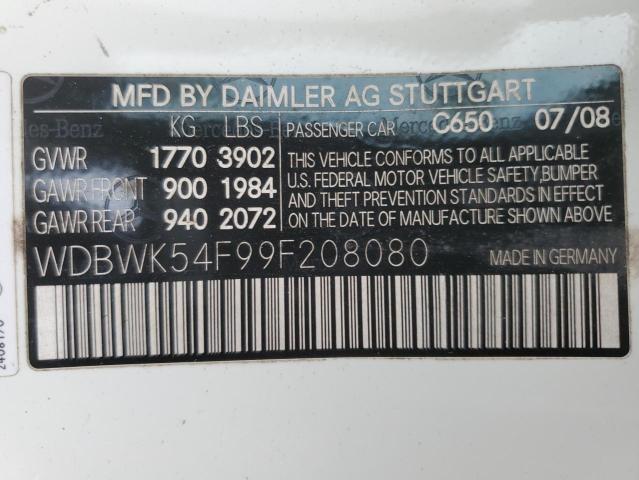 MFD BY DAIMLER AG STUTTGART
KG LBS PASSENGER CAR C650 07/08
GVWR 1770 3902
GAWR FRONT 900 1984
GAWR REAR 940 2072
THIS VEHICLE CONFORMS TO ALL APPLICABLE
U.S. FEDERAL MOTOR VEHICLE SAFETY,BUMPER
AND THEFT PREVENTION STANDARDS IN EFFECT
ON THE DATE OF MANUFACTURE SHOWN ABOVE
WDBWK54F99F208080 MADE IN GERMANY